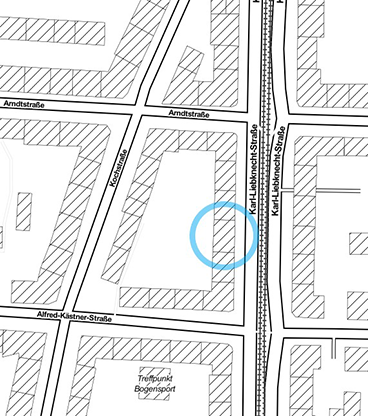 Arndtstraße
Arndtstraße
Kochstraße
Karl-Liebknecht-Straße
Karl-Liebknecht-Straße
Alfred-Kästner-Straße
Treffpunkt
Bogensport